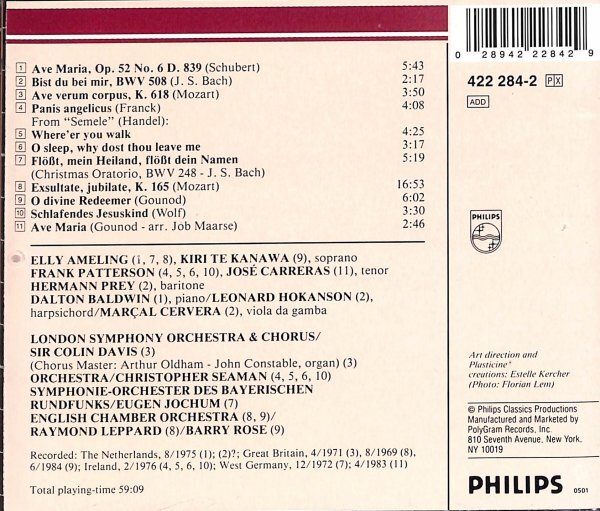 1 Ave Maria, Op. 52 No. 6 D. 839 (Schubert) 5:43
2 Bist du bei mir, BWV 508 (J. S. Bach) 2:17
3 Ave verum corpus, K. 618 (Mozart) 3:50
4 Panis angelicus (Franck) 4:08
From "Semele" (Handel):
5 Where'er you walk 4:25
6 O sleep, why dost thou leave me 3:17
7 Flößt, mein Heiland, flößt dein Namen 5:19
(Christmas Oratorio, BWV 248 - J. S. Bach)
8 Exsultate, jubilate, K. 165 (Mozart) 16:53
9 O divine Redeemer (Gounod) 6:02
10 Schlafendes Jesuskind (Wolf) 3:30
11 Ave Maria (Gounod - arr. Job Maarse) 2:46
ELLY AMELING (1, 7, 8), KIRI TE KANAWA (9), soprano
FRANK PATTERSON (4, 5, 6, 10), JOSÉ CARRERAS (11), tenor
HERMANN PREY (2), baritone
DALTON BALDWIN (1), piano/LEONARD HOKANSON (2),
harpsichord/MARÇAL CERVERA (2), viola da gamba
LONDON SYMPHONY ORCHESTRA & CHORUS/
SIR COLIN DAVIS (3)
(Chorus Master: Arthur Oldham - John Constable, organ) (3)
ORCHESTRA/CHRISTOPHER SEAMAN (4, 5, 6, 10)
SYMPHONIE-ORCHESTER DES BAYERISCHEN
RUNDFUNKS/EUGEN JOCHUM (7)
ENGLISH CHAMBER ORCHESTRA (8, 9)/
RAYMOND LEPPARD (8)/BARRY ROSE (9)
Recorded: The Netherlands, 8/1975 (1); (2)?; Great Britain, 4/1971 (3), 8/1969 (8),
6/1984 (9); Ireland, 2/1976 (4, 5, 6, 10); West Germany, 12/1972 (7); 4/1983 (11)
Total playing-time 59:09
0 28942 22842 9
422 284-2 PX
ADD
PHILIPS
Art direction and
Plasticine"
creations: Estelle Kercher
(Photo: Florian Lem)
© Philips Classics Productions
Manufactured and Marketed by
PolyGram Records, Inc.
810 Seventh Avenue, New York,
NY 10019
PHILIPS 0501